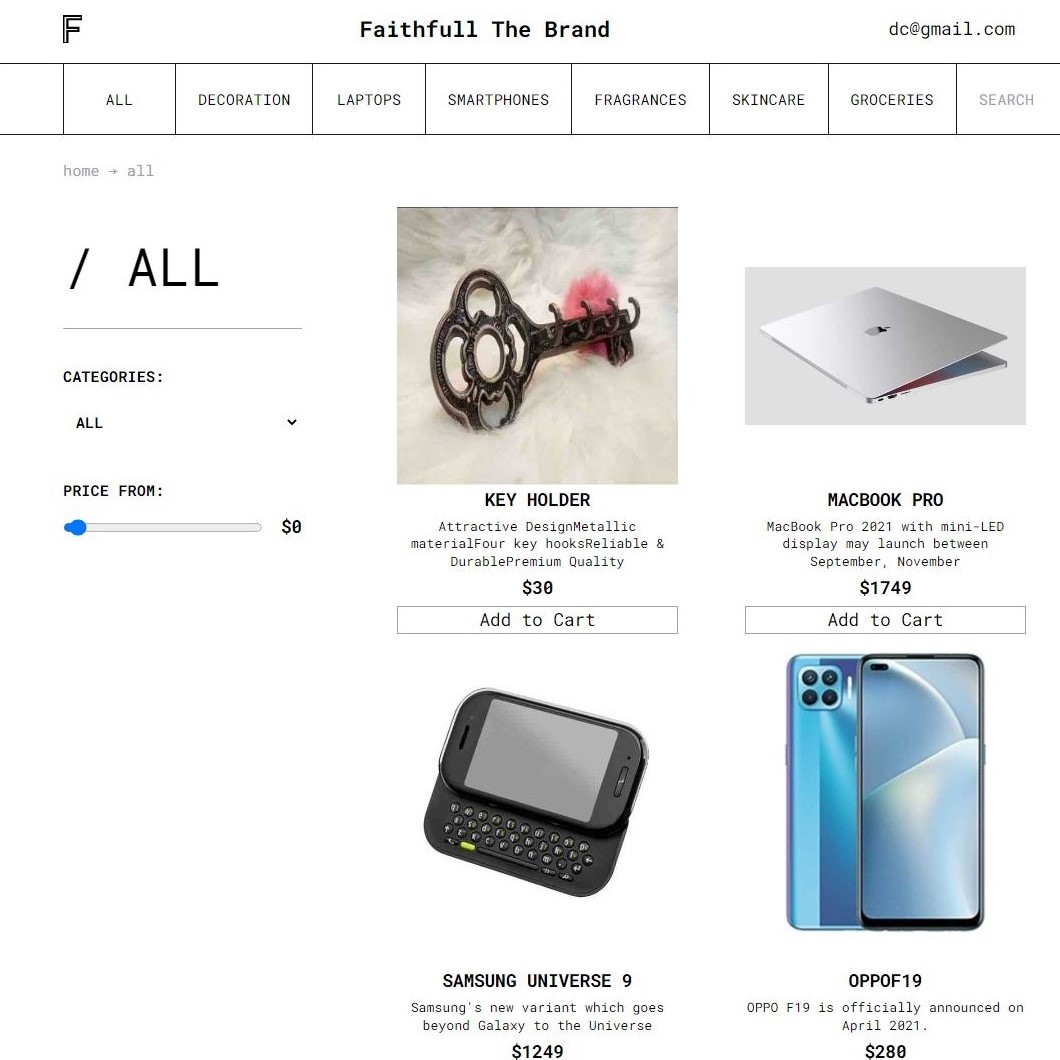 F
Faithfull The Brand
dc@gmail.com
ALL
DECORATION
LAPTOPS
SMARTPHONES
FRAGRANCES
SKINCARE
GROCERIES
SEARCH
home → all
/ ALL
CATEGORIES:
ALL
PRICE FROM:
$0
KEY HOLDER
Attractive DesignMetallic
materialFour key hooksReliable &
DurablePremium Quality
$30
Add to Cart
MACBOOK PRO
MacBook Pro 2021 with mini-LED
display may launch between
September, November
$1749
Add to Cart
SAMSUNG UNIVERSE 9
Samsung's new variant which goes
beyond Galaxy to the Universe
$1249
OPPOF19
OPPO F19 is officially announced on
April 2021.
$280